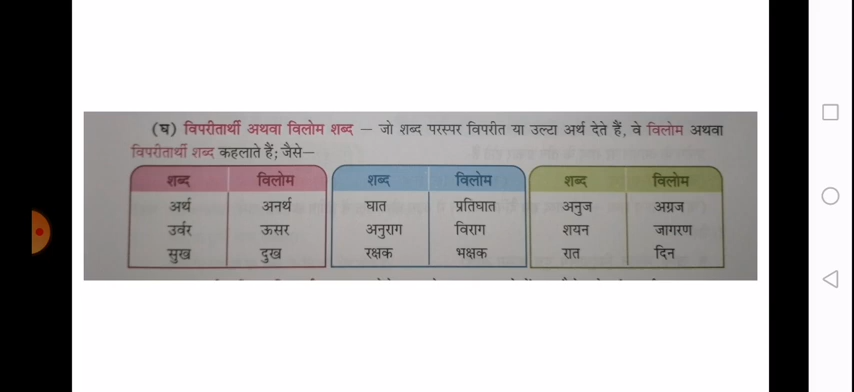 (घ) विपरीतार्थी अथवा विलोम शब्द – जो शब्द परस्पर विपरीत या उल्टा अर्थ देते हैं, वे विलोम अथवा
विपरीतार्थी शब्द कहलाते हैं; जैसे–
शब्द विलोम शब्द विलोम शब्द विलोम
अर्थ अनर्थ घात प्रतिघात अनुज अग्रज
उर्वर ऊसर अनुराग विराग शयन जागरण
सुख दुख रक्षक भक्षक रात दिन